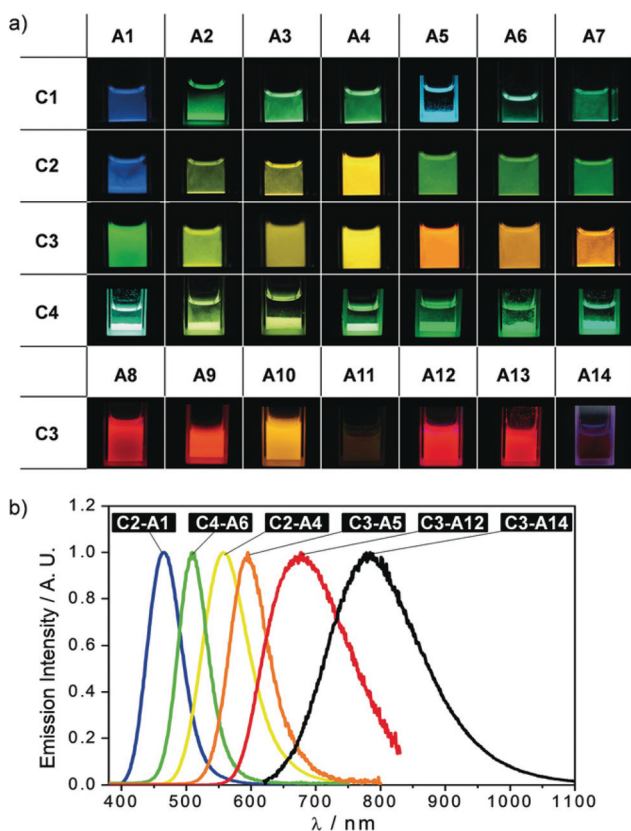 a)
A1 A2 A3 A4 A5 A6 A7
C1
C2
C3
C4
A8 A9 A10 A11 A12 A13 A14
C3
b)
1.2
C2-A1 C4-A6 C2-A4 C3-A5 C3-A12 C3-A14
1.0
0.8
0.6
0.4
0.2
0.0
Emission Intensity / A. U.
400 500 600 700 800 900 1000 1100
λ / nm